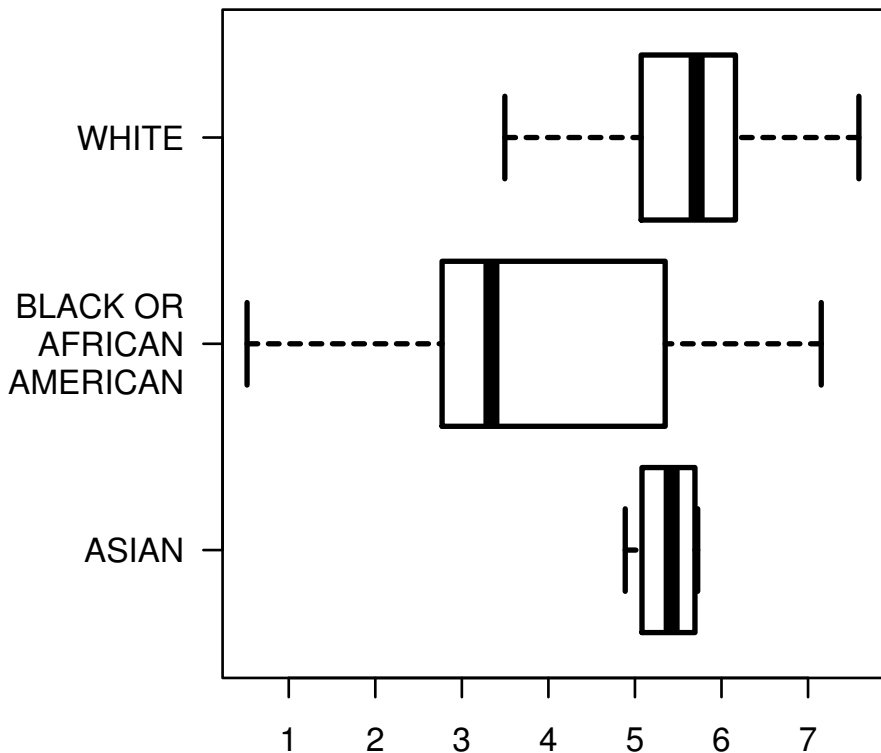 WHITE
BLACK OR
AFRICAN
AMERICAN
ASIAN
1 2 3 4 5 6 7